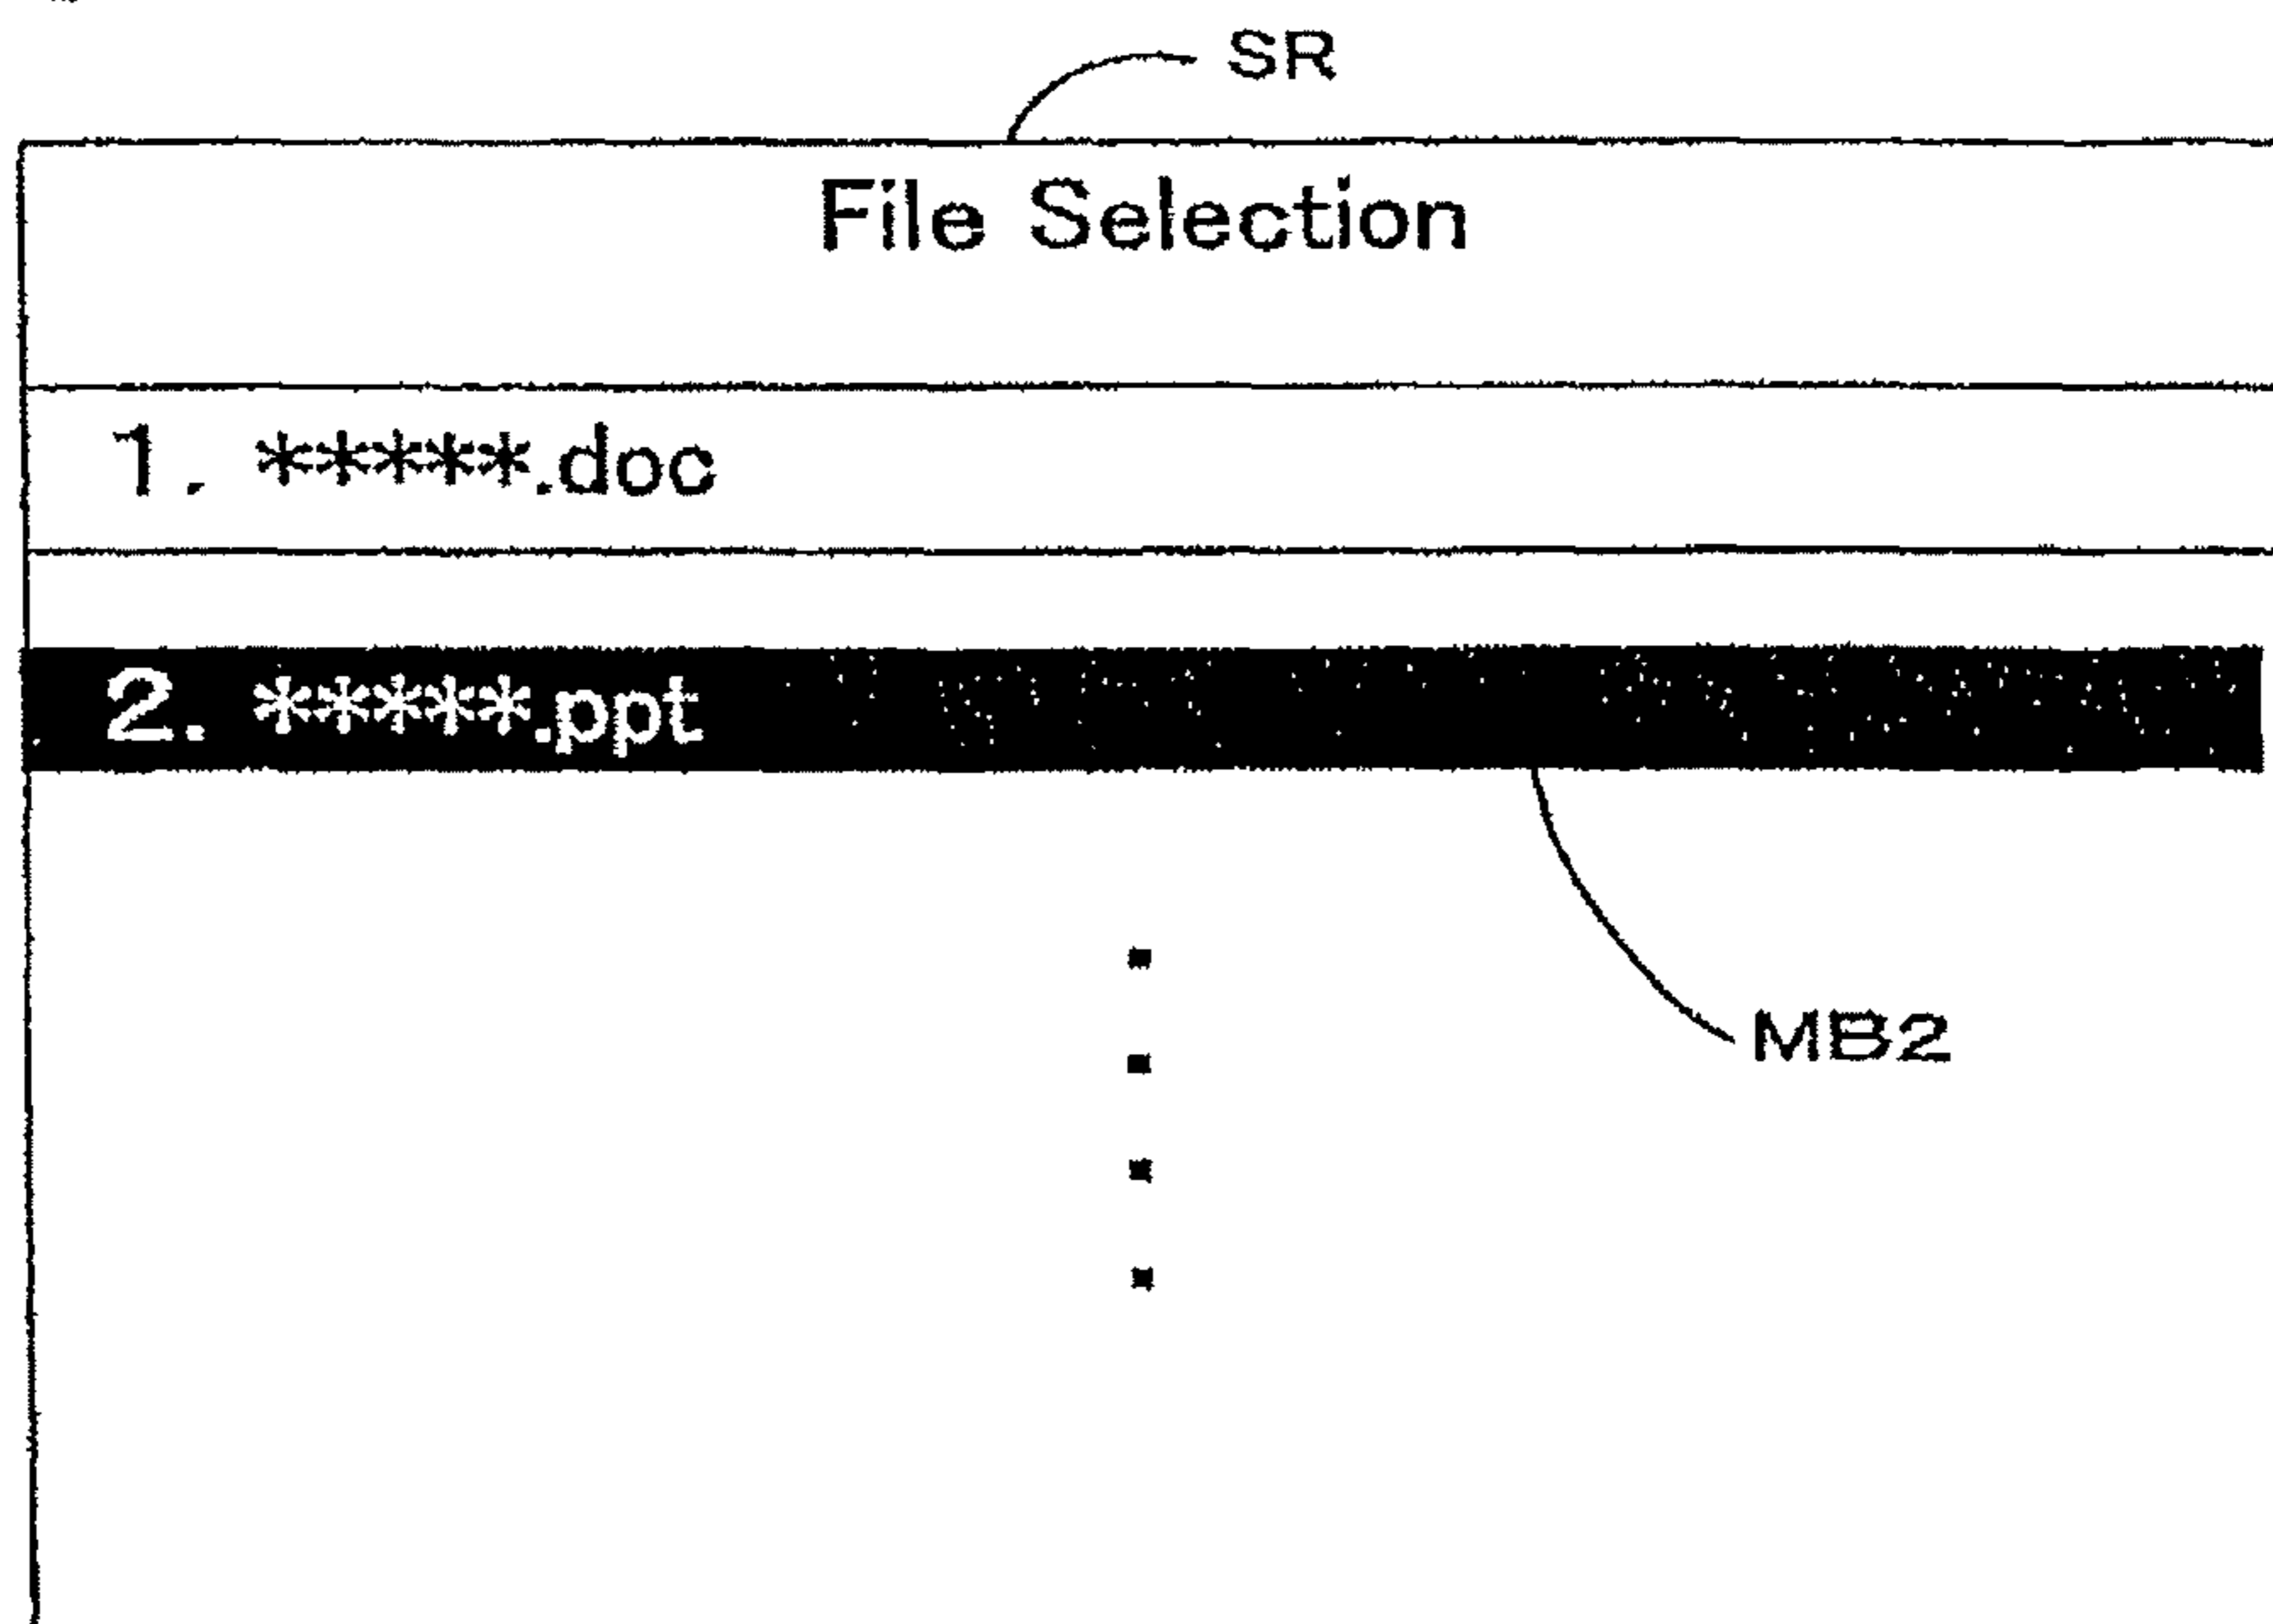 SR
File Selection
1. *****.doc
2. *****.ppt
MB2